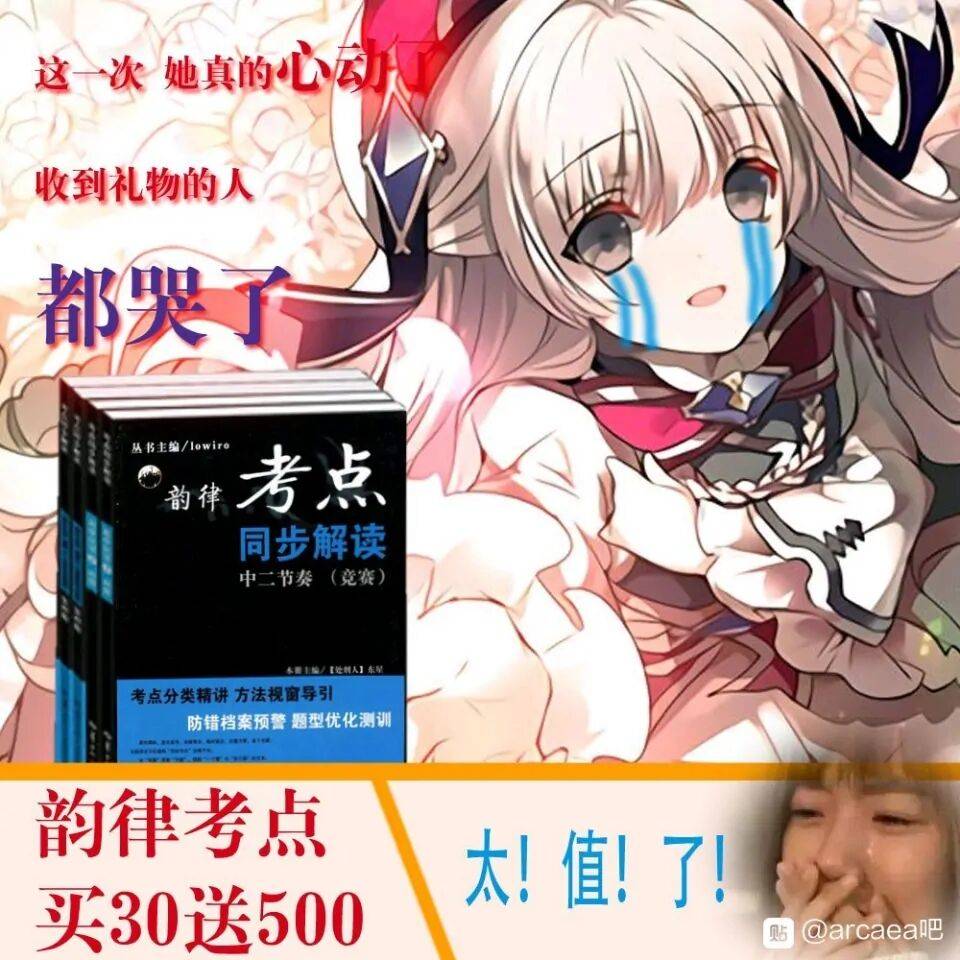 这一次 她真的心动了
收到礼物的人
都哭了
丛书主编/lowiro
韵律 考点
同步解读
中二节奏 (竞赛)
本册主编/【处刑人】东星
考点分类精讲 方法视窗导引
防错档案预警 题型优化测训
韵律考点
买30送500
太! 值! 了!
贴 @arcaea吧